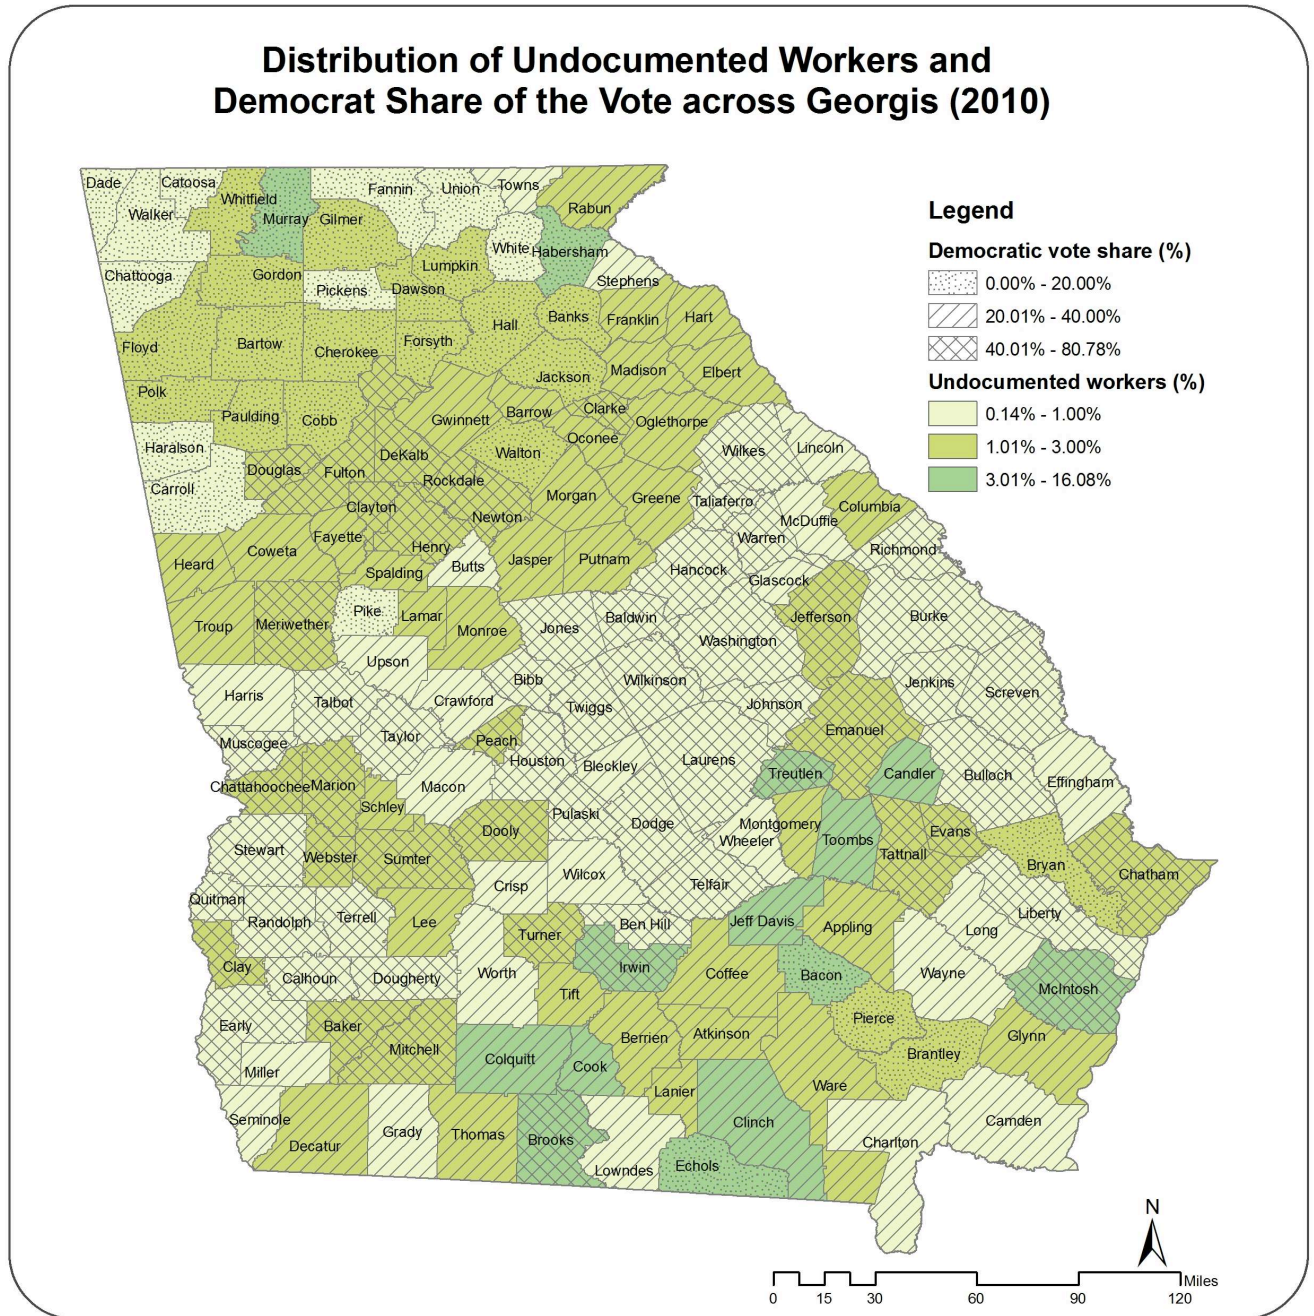 Distribution of Undocumented Workers and
Democrat Share of the Vote across Georgis (2010)
Legend
Democratic vote share (%)
0.00% - 20.00%
20.01% - 40.00%
40.01% - 80.78%
Undocumented workers (%)
0.14% - 1.00%
1.01% - 3.00%
3.01% - 16.08%
Dade
Catoosa
Fannin
Union
Towns
Whitfield
Walker
Murray
Gilmer
Rabun
White
Habersham
Chattooga
Gordon
Lumpkin
Pickens
Dawson
Stephens
Floyd
Bartow
Cherokee
Forsyth
Hall
Banks
Franklin
Hart
Polk
Jackson
Madison
Elbert
Paulding
Cobb
Gwinnett
Barrow
Clarke
Oconee
Oglethorpe
Haralson
Douglas
Fulton
DeKalb
Walton
Wilkes
Lincoln
Carroll
Rockdale
Clayton
Newton
Morgan
Greene
Taliaferro
McDuffie
Columbia
Heard
Coweta
Fayette
Henry
Spalding
Butts
Jasper
Putnam
Hancock
Warren
Glascock
Richmond
Troup
Meriwether
Pike
Lamar
Monroe
Jones
Baldwin
Washington
Jefferson
Burke
Upson
Harris
Talbot
Crawford
Bibb
Twiggs
Wilkinson
Johnson
Jenkins
Screven
Muscogee
Taylor
Peach
Houston
Bleckley
Laurens
Emanuel
Chattahoochee
Marion
Schley
Macon
Pulaski
Dodge
Treutlen
Candler
Bulloch
Effingham
Stewart
Webster
Sumter
Dooly
Montgomery
Wheeler
Toombs
Tattnall
Evans
Bryan
Chatham
Quitman
Randolph
Terrell
Lee
Crisp
Wilcox
Telfair
Ben Hill
Jeff Davis
Appling
Long
Liberty
Clay
Calhoun
Dougherty
Worth
Turner
Irwin
Coffee
Bacon
Wayne
McIntosh
Early
Baker
Mitchell
Tift
Berrien
Atkinson
Pierce
Brantley
Glynn
Miller
Colquitt
Cook
Lanier
Ware
Seminole
Decatur
Grady
Thomas
Brooks
Lowndes
Echols
Clinch
Charlton
Camden
N
Miles
0 15 30 60 90 120